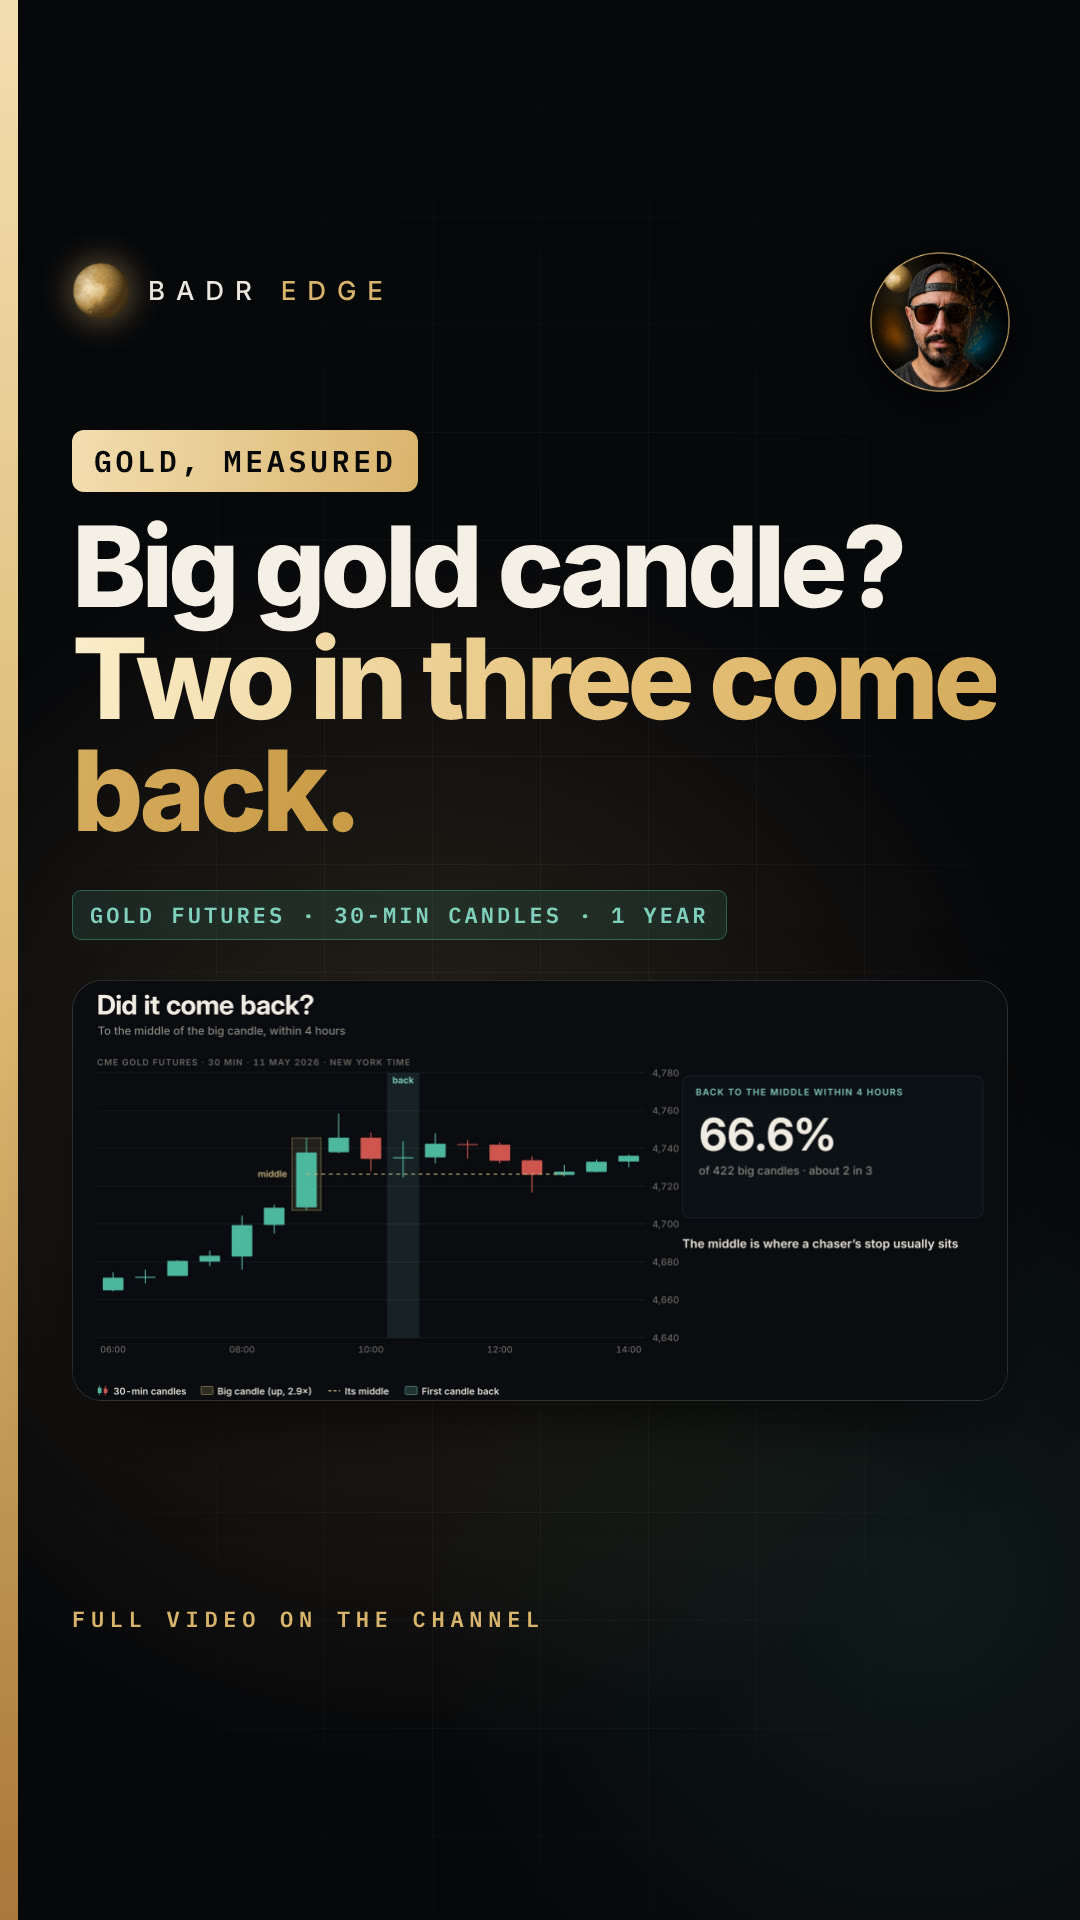 BADR EDGE
GOLD, MEASURED
Big gold candle?
Two in three come
back.
GOLD FUTURES · 30-MIN CANDLES · 1 YEAR
Did it come back?
To the middle of the big candle, within 4 hours
CME GOLD FUTURES · 30 MIN · 11 MAY 2026 · NEW YORK TIME
back
middle
4,780
4,760
4,740
4,720
4,700
4,680
4,660
4,640
06:00 08:00 10:00 12:00 14:00
30-min candles Big candle (up, 2.9×) Its middle First candle back
BACK TO THE MIDDLE WITHIN 4 HOURS
66.6%
of 422 big candles · about 2 in 3
The middle is where a chaser’s stop usually sits
FULL VIDEO ON THE CHANNEL